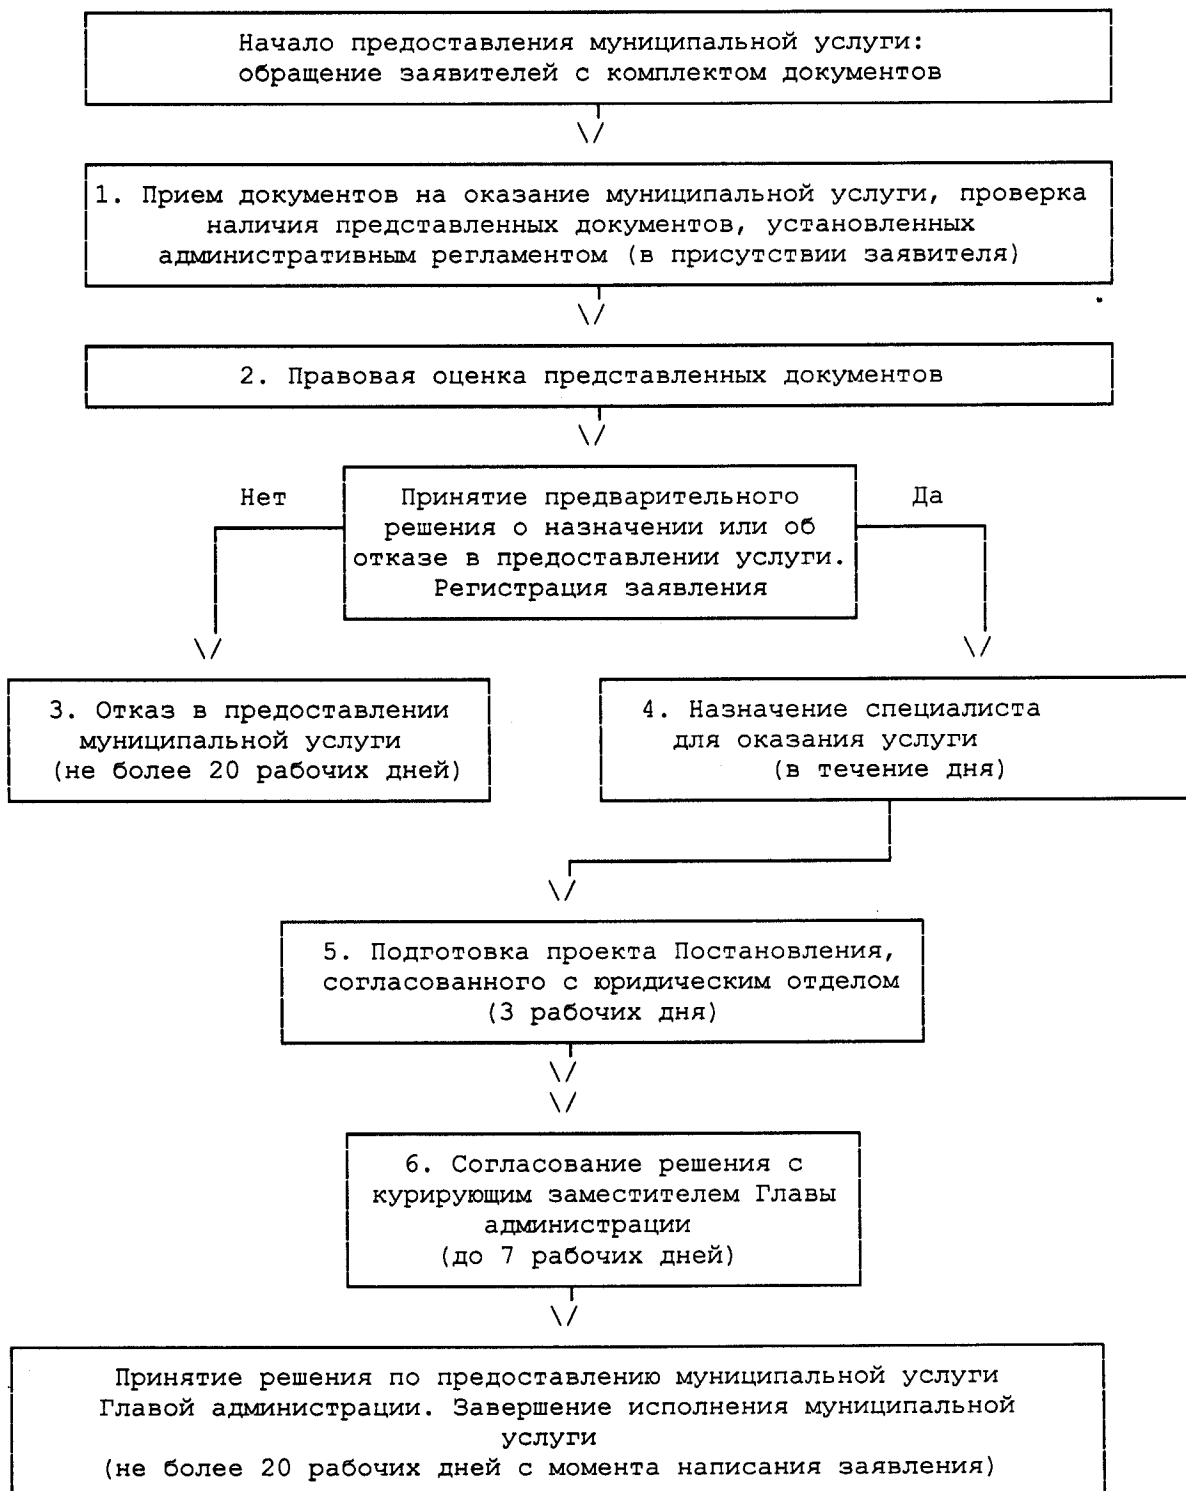 Начало предоставления муниципальной услуги:
обращение заявителей с комплектом документов
\/
1. Прием документов на оказание муниципальной услуги, проверка
наличия представленных документов, установленных
административным регламентом (в присутствии заявителя)
\/
2. Правовая оценка представленных документов
\/
Нет
Принятие предварительного
решения о назначении или об
отказе в предоставлении услуги.
Регистрация заявления
Да
\/
\/
3. Отказ в предоставлении
муниципальной услуги
(не более 20 рабочих дней)
4. Назначение специалиста
для оказания услуги
(в течение дня)
\/
5. Подготовка проекта Постановления,
согласованного с юридическим отделом
(3 рабочих дня)
\/
\/
6. Согласование решения с
курирующим заместителем Главы
администрации
(до 7 рабочих дней)
\/
Принятие решения по предоставлению муниципальной услуги
Главой администрации. Завершение исполнения муниципальной
услуги
(не более 20 рабочих дней с момента написания заявления)